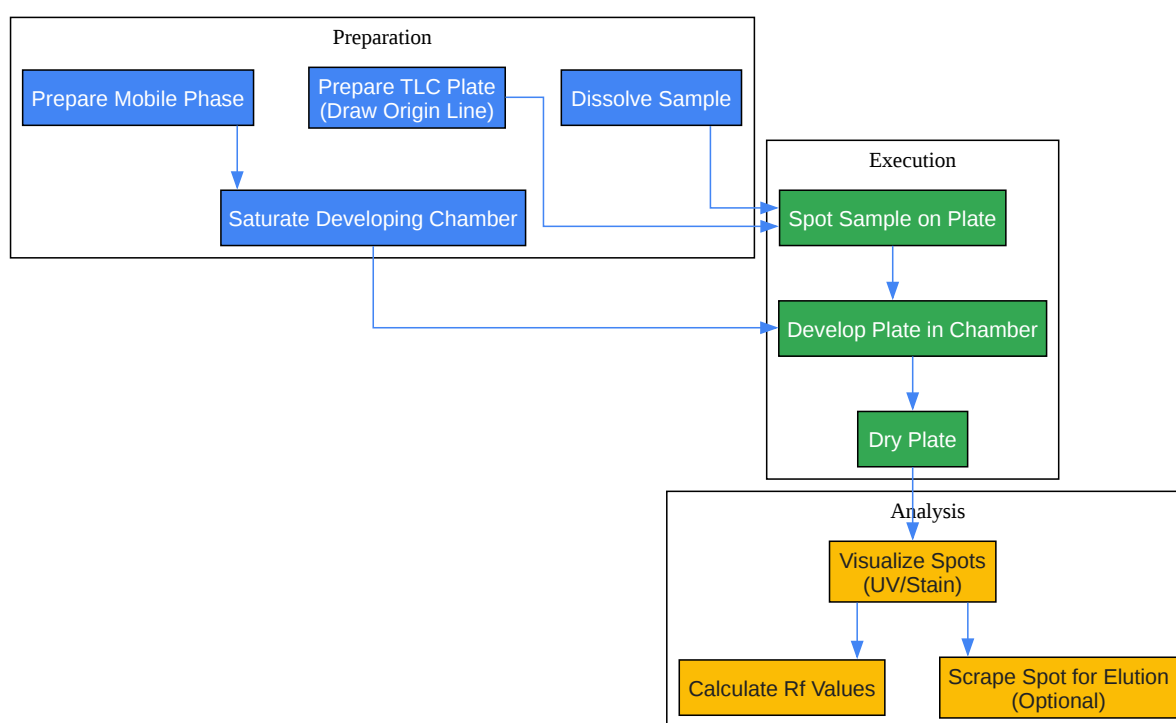 Preparation
Prepare Mobile Phase
Prepare TLC Plate
(Draw Origin Line)
Dissolve Sample
Saturate Developing Chamber
Execution
Spot Sample on Plate
Develop Plate in Chamber
Dry Plate
Analysis
Visualize Spots
(UV/Stain)
Calculate Rf Values
Scrape Spot for Elution
(Optional)